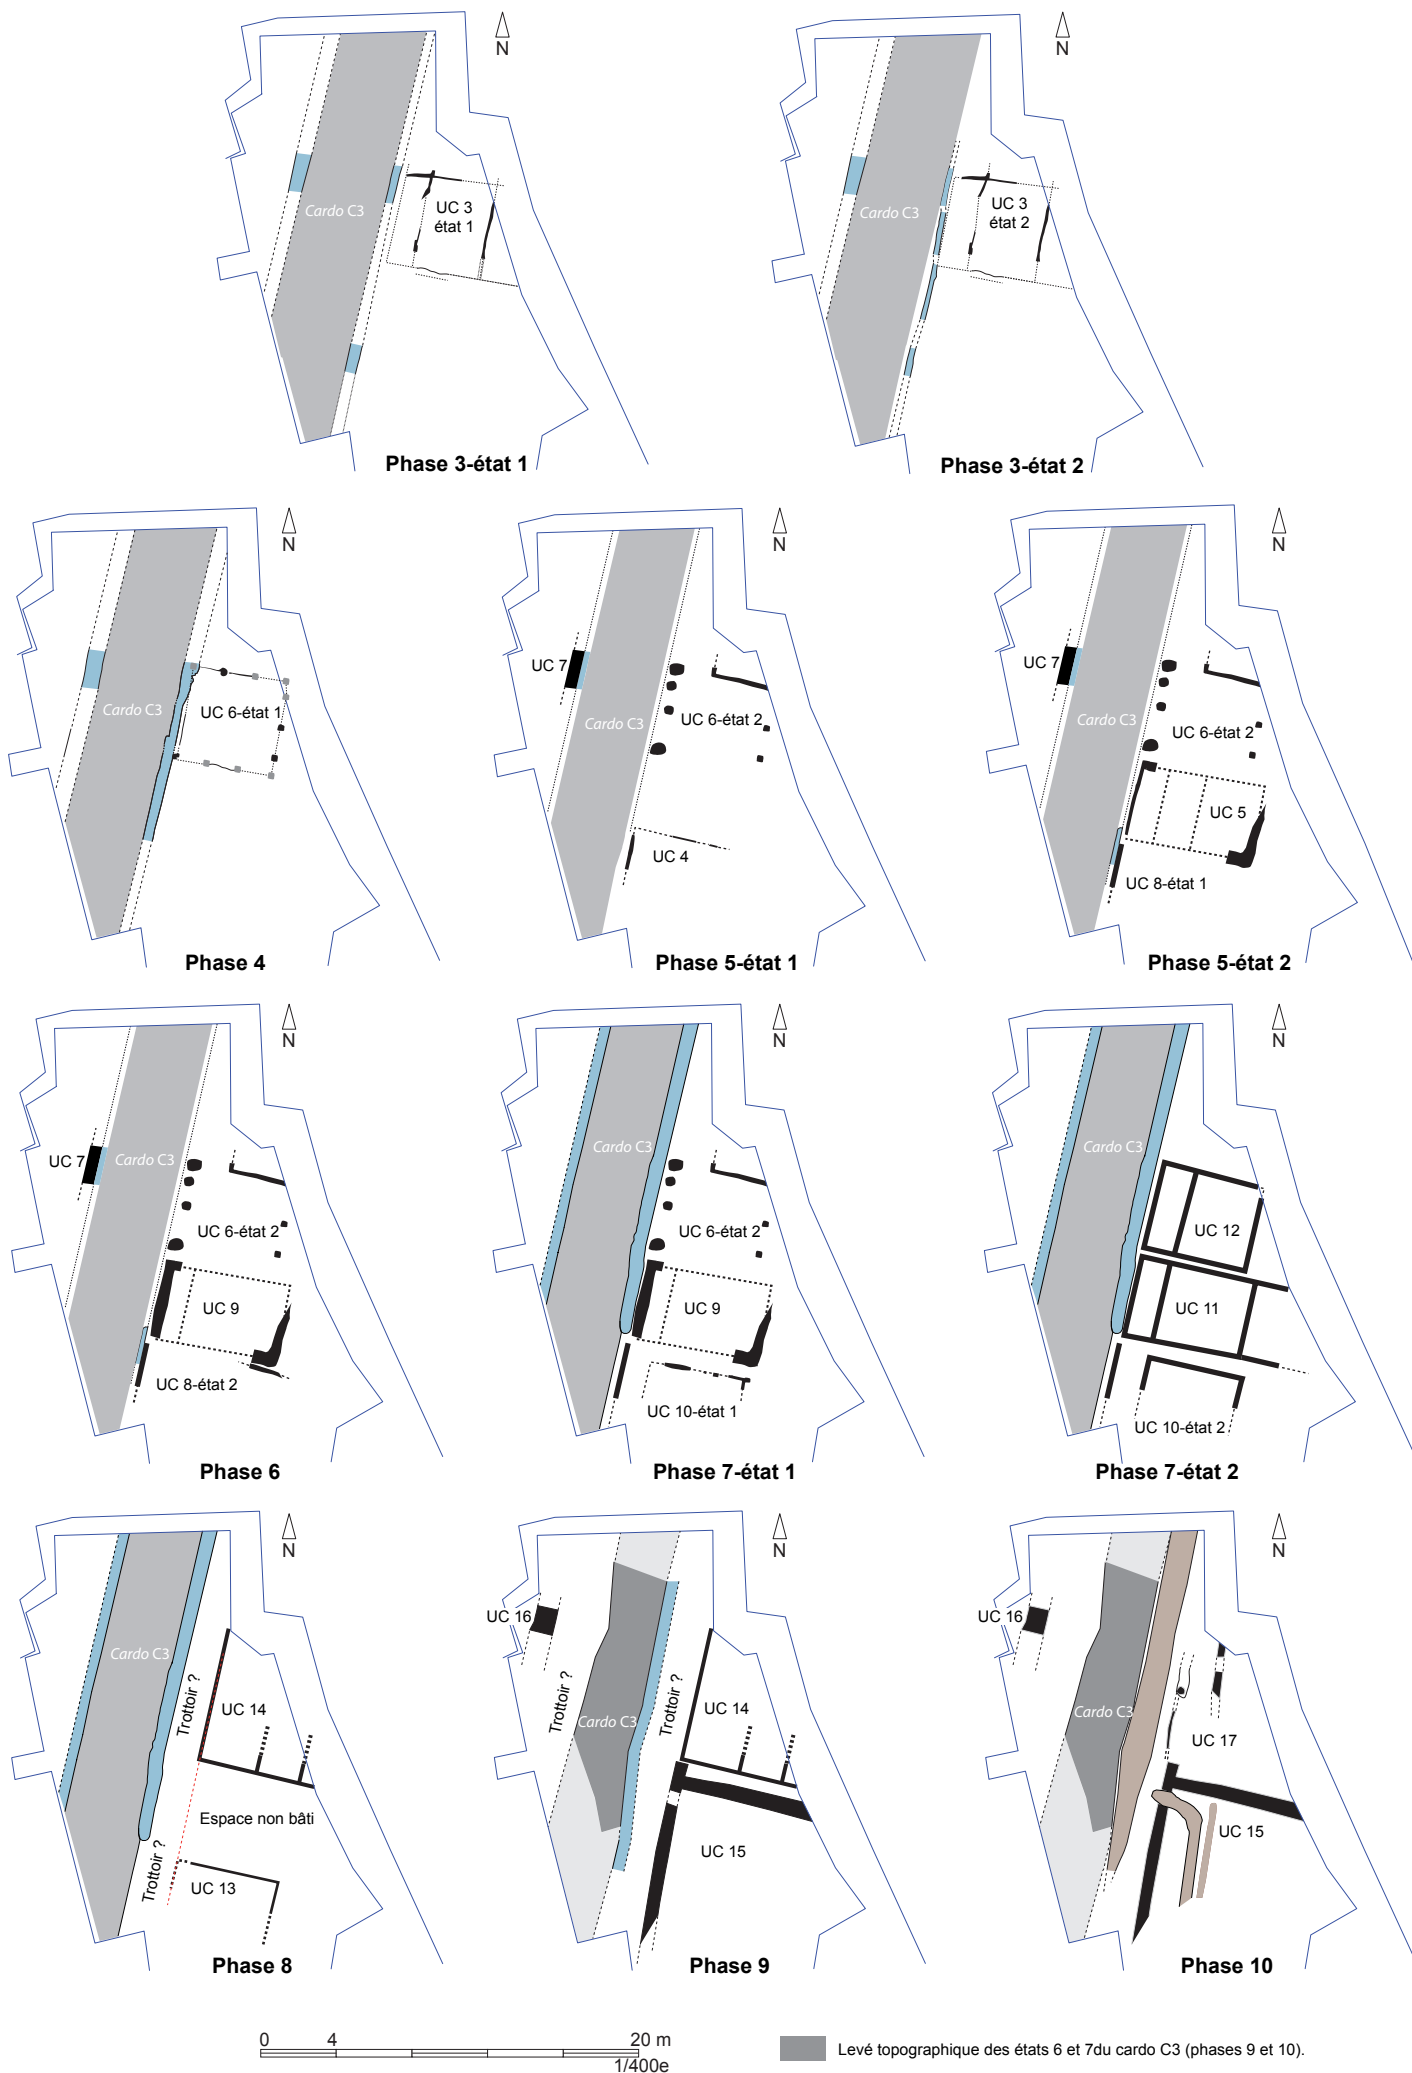 N
N
Cardo C3
UC 3
état 1
Cardo C3
UC 3
état 2
Phase 3-état 1
Phase 3-état 2
N
N
N
UC 7
UC 7
Cardo C3
UC 6-état 1
Cardo C3
UC 6-état 2
Cardo C3
UC 6-état 2
UC 5
UC 4
UC 8-état 1
Phase 4
Phase 5-état 1
Phase 5-état 2
N
N
N
UC 7
Cardo C3
Cardo C3
Cardo C3
UC 6-état 2
UC 6-état 2
UC 12
UC 9
UC 9
UC 11
UC 8-état 2
UC 10-état 1
UC 10-état 2
Phase 6
Phase 7-état 1
Phase 7-état 2
N
N
N
Cardo C3
Trottoir ?
UC 14
Espace non bâti
Trottoir ?
UC 13
UC 16
Trottoir ?
Cardo C3
Trottoir ?
UC 14
UC 15
UC 16
Cardo C3
UC 17
UC 15
Phase 8
Phase 9
Phase 10
0 4 20 m
1/400e
Levé topographique des états 6 et 7du cardo C3 (phases 9 et 10).